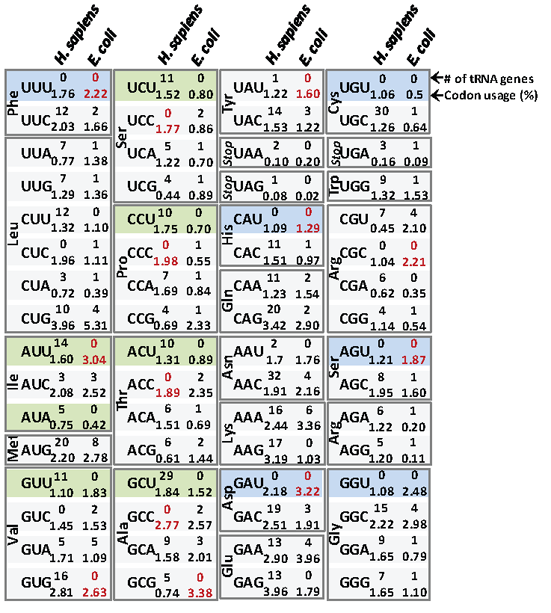 H. sapiens E. coli
Phe
UUU 0 0
1.76 2.22
UUC 12 2
2.03 1.66
Leu
UUA 7 1
0.77 1.38
UUG 7 1
1.29 1.36
CUU 12 0
1.32 1.10
CUC 0 1
1.96 1.11
CUA 3 1
0.72 0.39
CUG 10 4
3.96 5.31
Ile
AUU 14 0
1.60 3.04
AUC 3 3
2.08 2.52
AUA 5 0
0.75 0.42
Met
AUG 20 8
2.20 2.78
Val
GUU 11 0
1.10 1.83
GUC 0 2
1.45 1.53
GUA 5 5
1.71 1.09
GUG 16 0
2.81 2.63
H. sapiens E. coli
Ser
UCU 11 0
1.52 0.80
UCC 0 2
1.77 0.86
UCA 5 1
1.22 0.70
UCG 4 1
0.44 0.89
Pro
CCU 10 0
1.75 0.70
CCC 0 1
1.98 0.55
CCA 7 1
1.69 0.84
CCG 4 1
0.69 2.33
Thr
ACU 10 0
1.31 0.89
ACC 0 2
1.89 2.35
ACA 6 1
1.51 0.69
ACG 6 2
0.61 1.44
Ala
GCU 29 0
1.84 1.52
GCC 0 2
2.77 2.57
GCA 9 3
1.58 2.01
GCG 5 0
0.74 3.38
H. sapiens E. coli
Tyr
UAU 1 0
1.22 1.60
UAC 14 3
1.53 1.22
Stop
UAA 2 0
0.10 0.20
Stop
UAG 1 0
0.08 0.02
His
CAU 0 0
1.09 1.29
CAC 11 1
1.51 0.97
Gln
CAA 11 2
1.23 1.54
CAG 20 2
3.42 2.90
Asn
AAU 2 0
1.7 1.76
AAC 32 4
1.91 2.16
Lys
AAA 16 6
2.44 3.36
AAG 17 0
3.19 1.03
Asp
GAU 0 0
2.18 3.22
GAC 19 3
2.51 1.91
Glu
GAA 13 4
2.90 3.96
GAG 13 0
3.96 1.79
H. sapiens E. coli
Cys
UGU 0 0
1.06 0.5
UGC 30 1
1.26 0.64
Stop
UGA 3 1
0.16 0.09
Trp
UGG 9 1
1.32 1.53
Arg
CGU 7 4
0.45 2.10
CGC 0 0
1.04 2.21
CGA 6 0
0.62 0.35
CGG 4 1
1.14 0.54
Ser
AGU 0 0
1.21 1.87
AGC 8 1
1.95 1.60
Arg
AGA 6 1
1.22 0.20
AGG 5 1
1.20 0.11
Gly
GGU 0 0
1.08 2.48
GGC 15 4
2.22 2.98
GGA 9 1
1.65 0.79
GGG 7 1
1.65 1.10
# of tRNA genes
Codon usage (%)